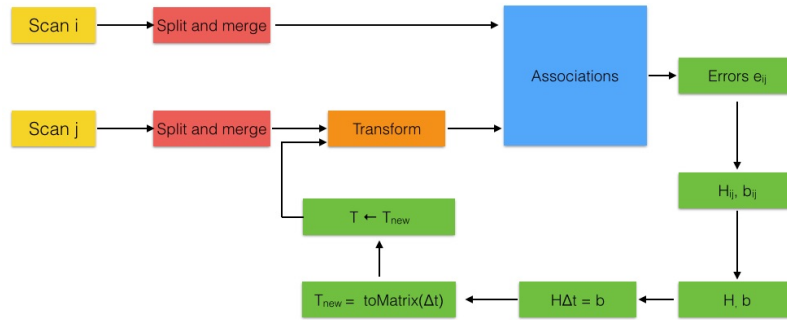 Scan i
Split and merge
Associations
Errors eᵢⱼ
Scan j
Split and merge
Transform
Hᵢⱼ, bᵢⱼ
T ← Tnew
Tnew = toMatrix(Δt)
HΔt = b
H, b